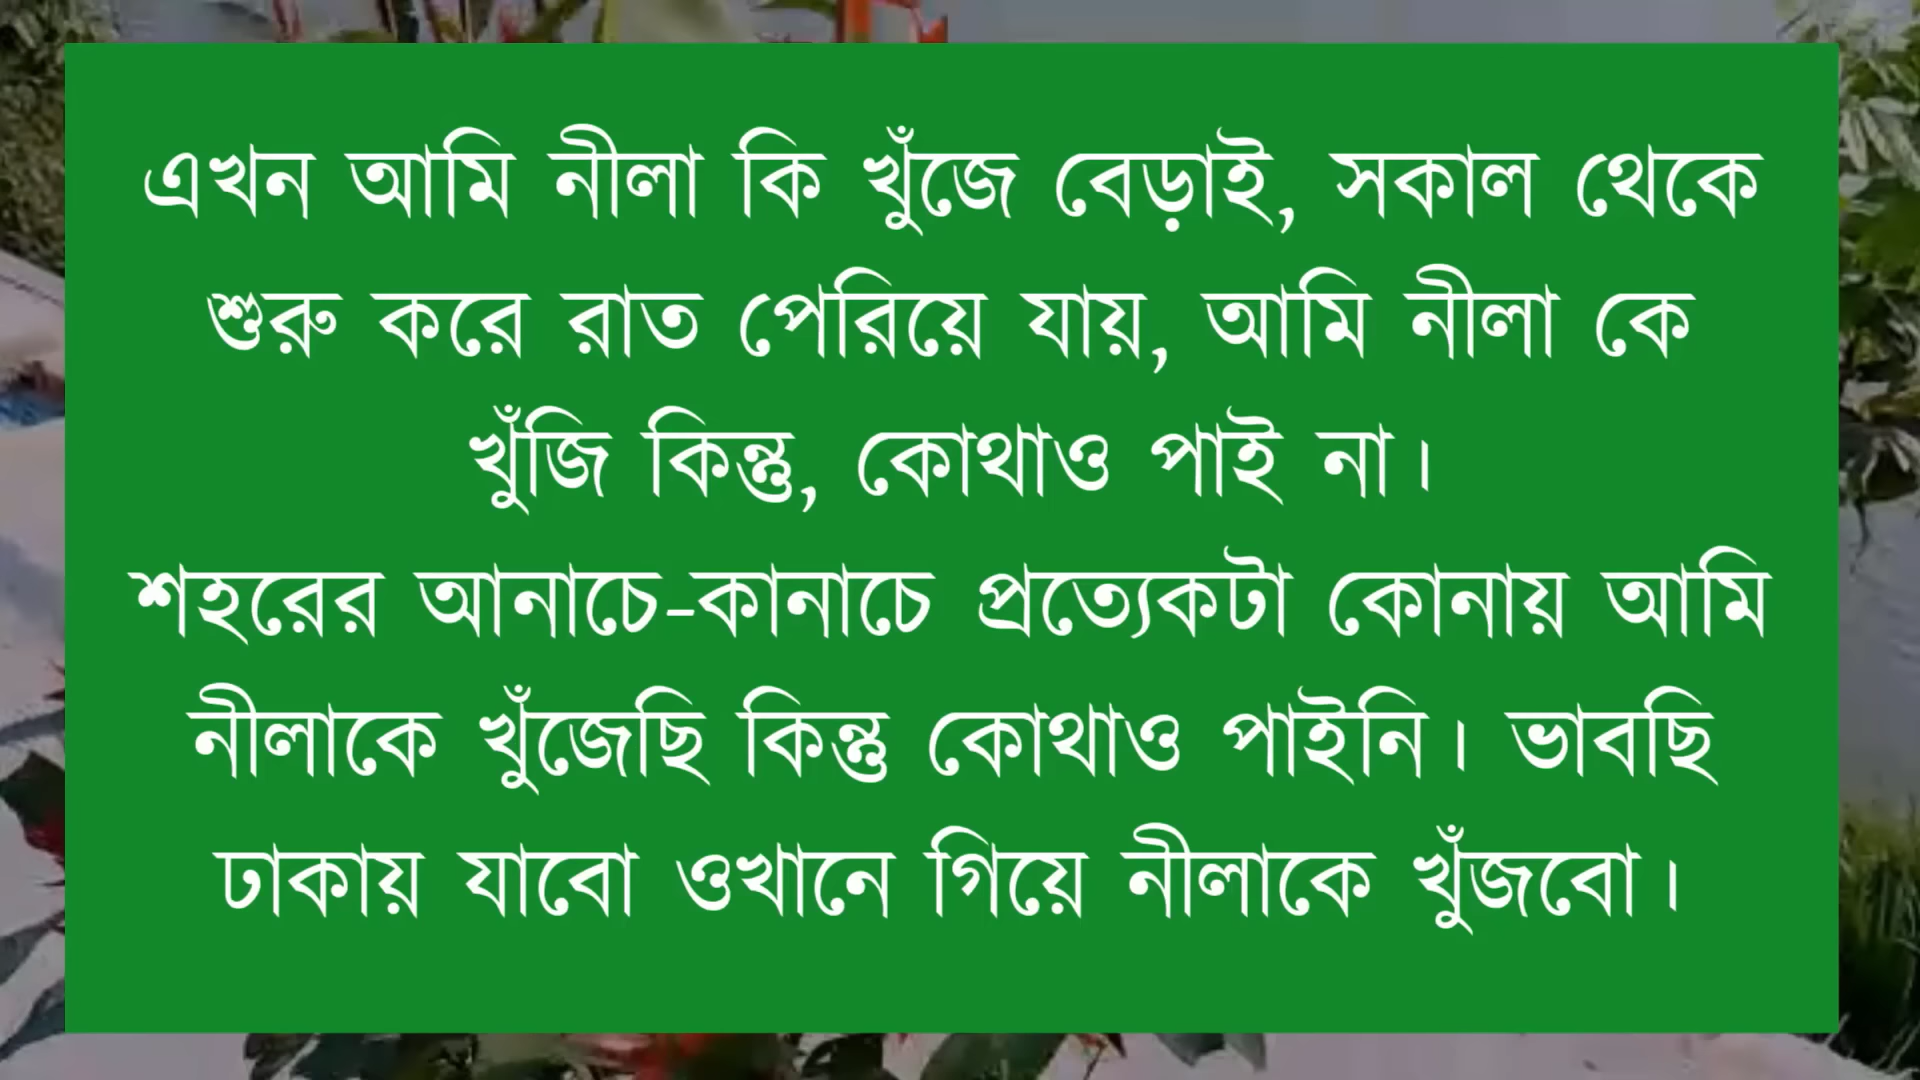 এখন আমি নীলা কি খুঁজে বেড়াই, সকাল থেকে
শুরু করে রাত পেরিয়ে যায়, আমি নীলা কে
খুঁজি কিন্তু, কোথাও পাই না।
শহরের আনাচে-কানাচে প্রত্যেকটা কোনায় আমি
নীলাকে খুঁজেছি কিন্তু কোথাও পাইনি। ভাবছি
ঢাকায় যাবো ওখানে গিয়ে নীলাকে খুঁজবো।